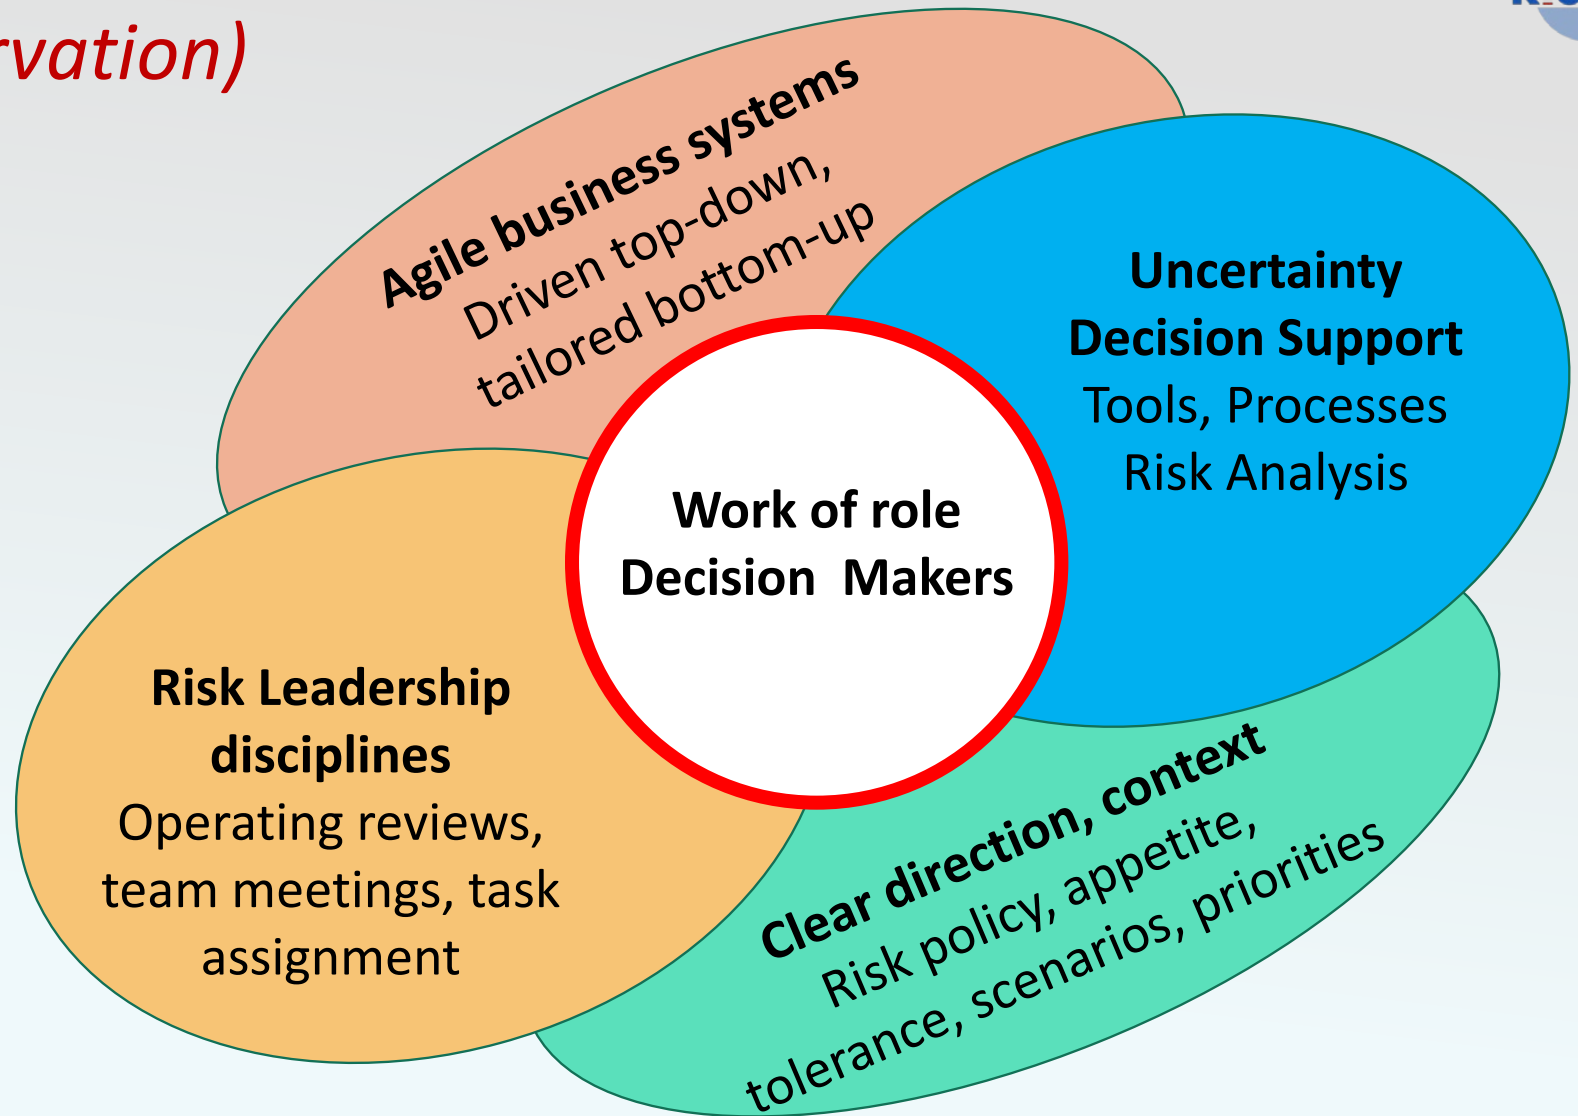 rvation)
Agile business systems
Driven top-down,
tailored bottom-up
Uncertainty
Decision Support
Tools, Processes
Risk Analysis
Work of role
Decision  Makers
Risk Leadership
disciplines
Operating reviews,
team meetings, task
assignment
Clear direction, context
Risk policy, appetite,
tolerance, scenarios, priorities